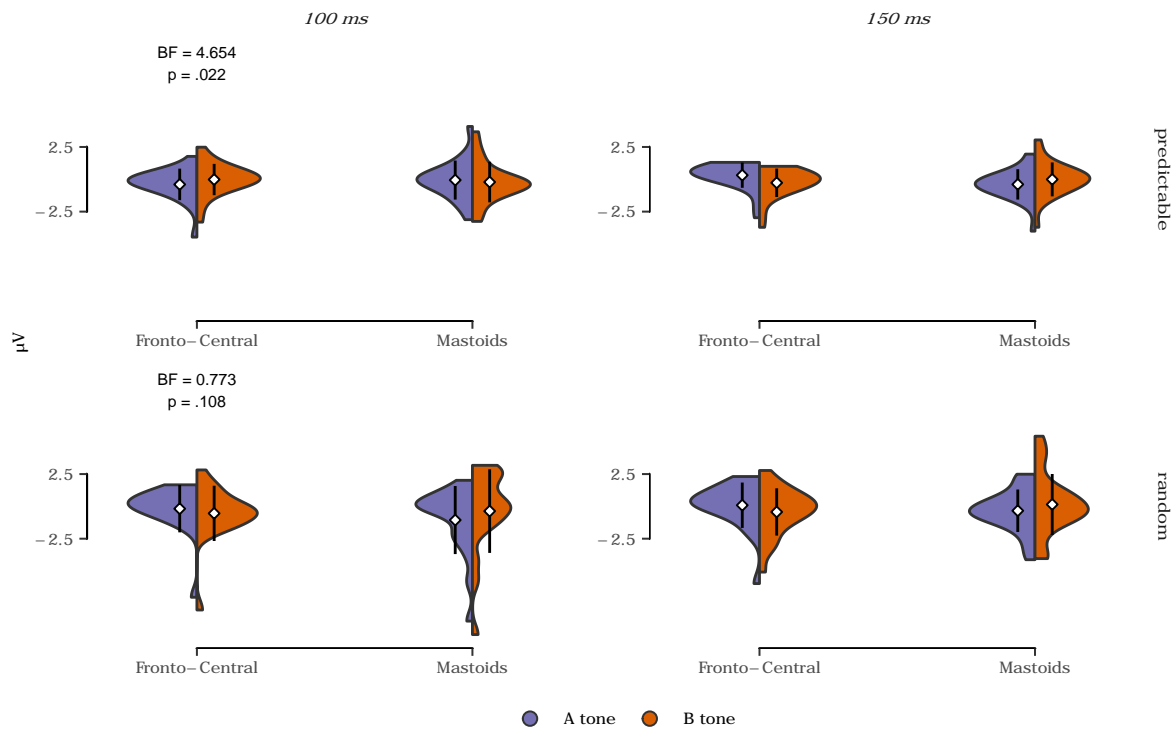 100 ms
150 ms
BF = 4.654
p = .022
2.5
−2.5
2.5
−2.5
predictable
Fronto−Central
Mastoids
Fronto−Central
Mastoids
μV
BF = 0.773
p = .108
2.5
−2.5
2.5
−2.5
random
Fronto−Central
Mastoids
Fronto−Central
Mastoids
A tone
B tone